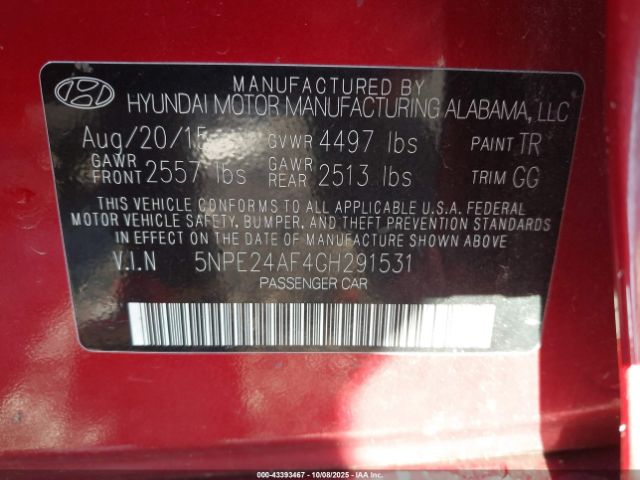 MANUFACTURED BY
HYUNDAI MOTOR MANUFACTURING ALABAMA, LLC
Aug/20/15 GVWR 4497 lbs PAINT TR
GAWR FRONT 2557 lbs GAWR REAR 2513 lbs TRIM GG
THIS VEHICLE CONFORMS TO ALL APPLICABLE U.S.A. FEDERAL
MOTOR VEHICLE SAFETY, BUMPER, AND THEFT PREVENTION STANDARDS
IN EFFECT ON THE DATE OF MANUFACTURE SHOWN ABOVE.
V.I.N 5NPE24AF4GH291531
PASSENGER CAR
000-43393467 10/08/2025 IAAI.COM